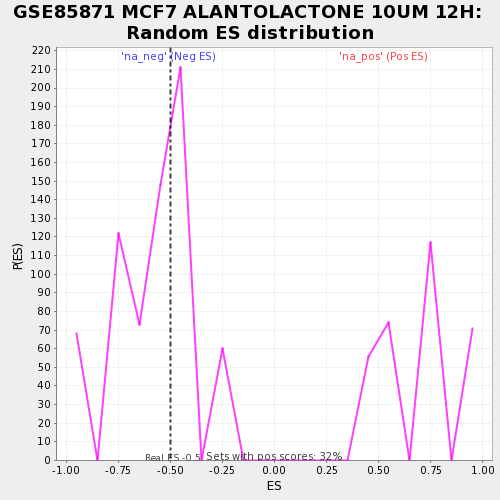 GSE85871 MCF7 ALANTOLACTONE 10UM 12H:
Random ES distribution
'na_neg' (Neg ES)
'na_pos' (Pos ES)
220
210
200
190
180
170
160
150
140
130
120
110
100
90
80
70
60
50
40
30
20
10
0
P(ES)
Real ES -0.5
Sets with pos scores: 32%
-1.00 -0.75 -0.50 -0.25 0.00 0.25 0.50 0.75 1.00
ES